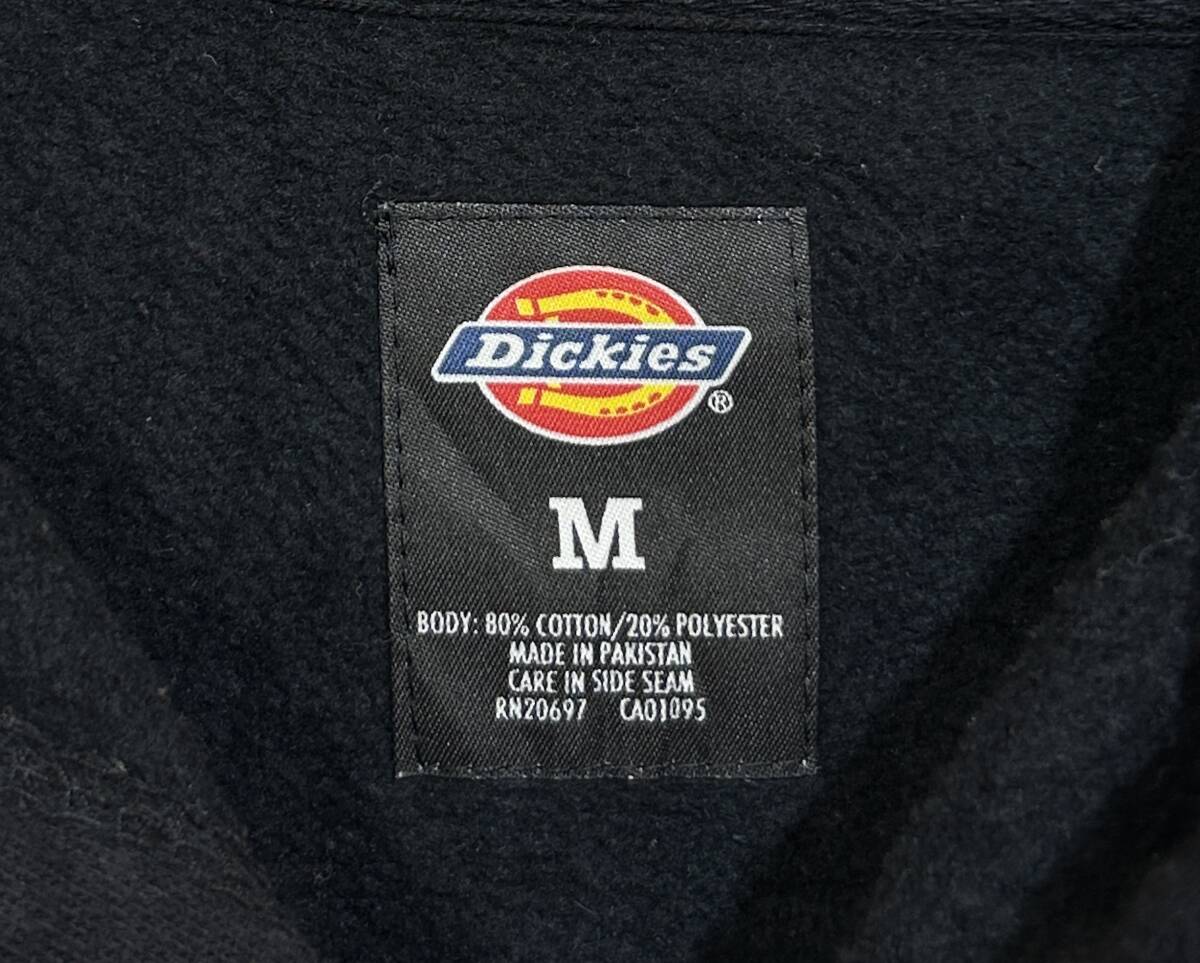 Dickies
®
M
BODY: 80% COTTON/20% POLYESTER
MADE IN PAKISTAN
CARE IN SIDE SEAM
RN20697 CA01095